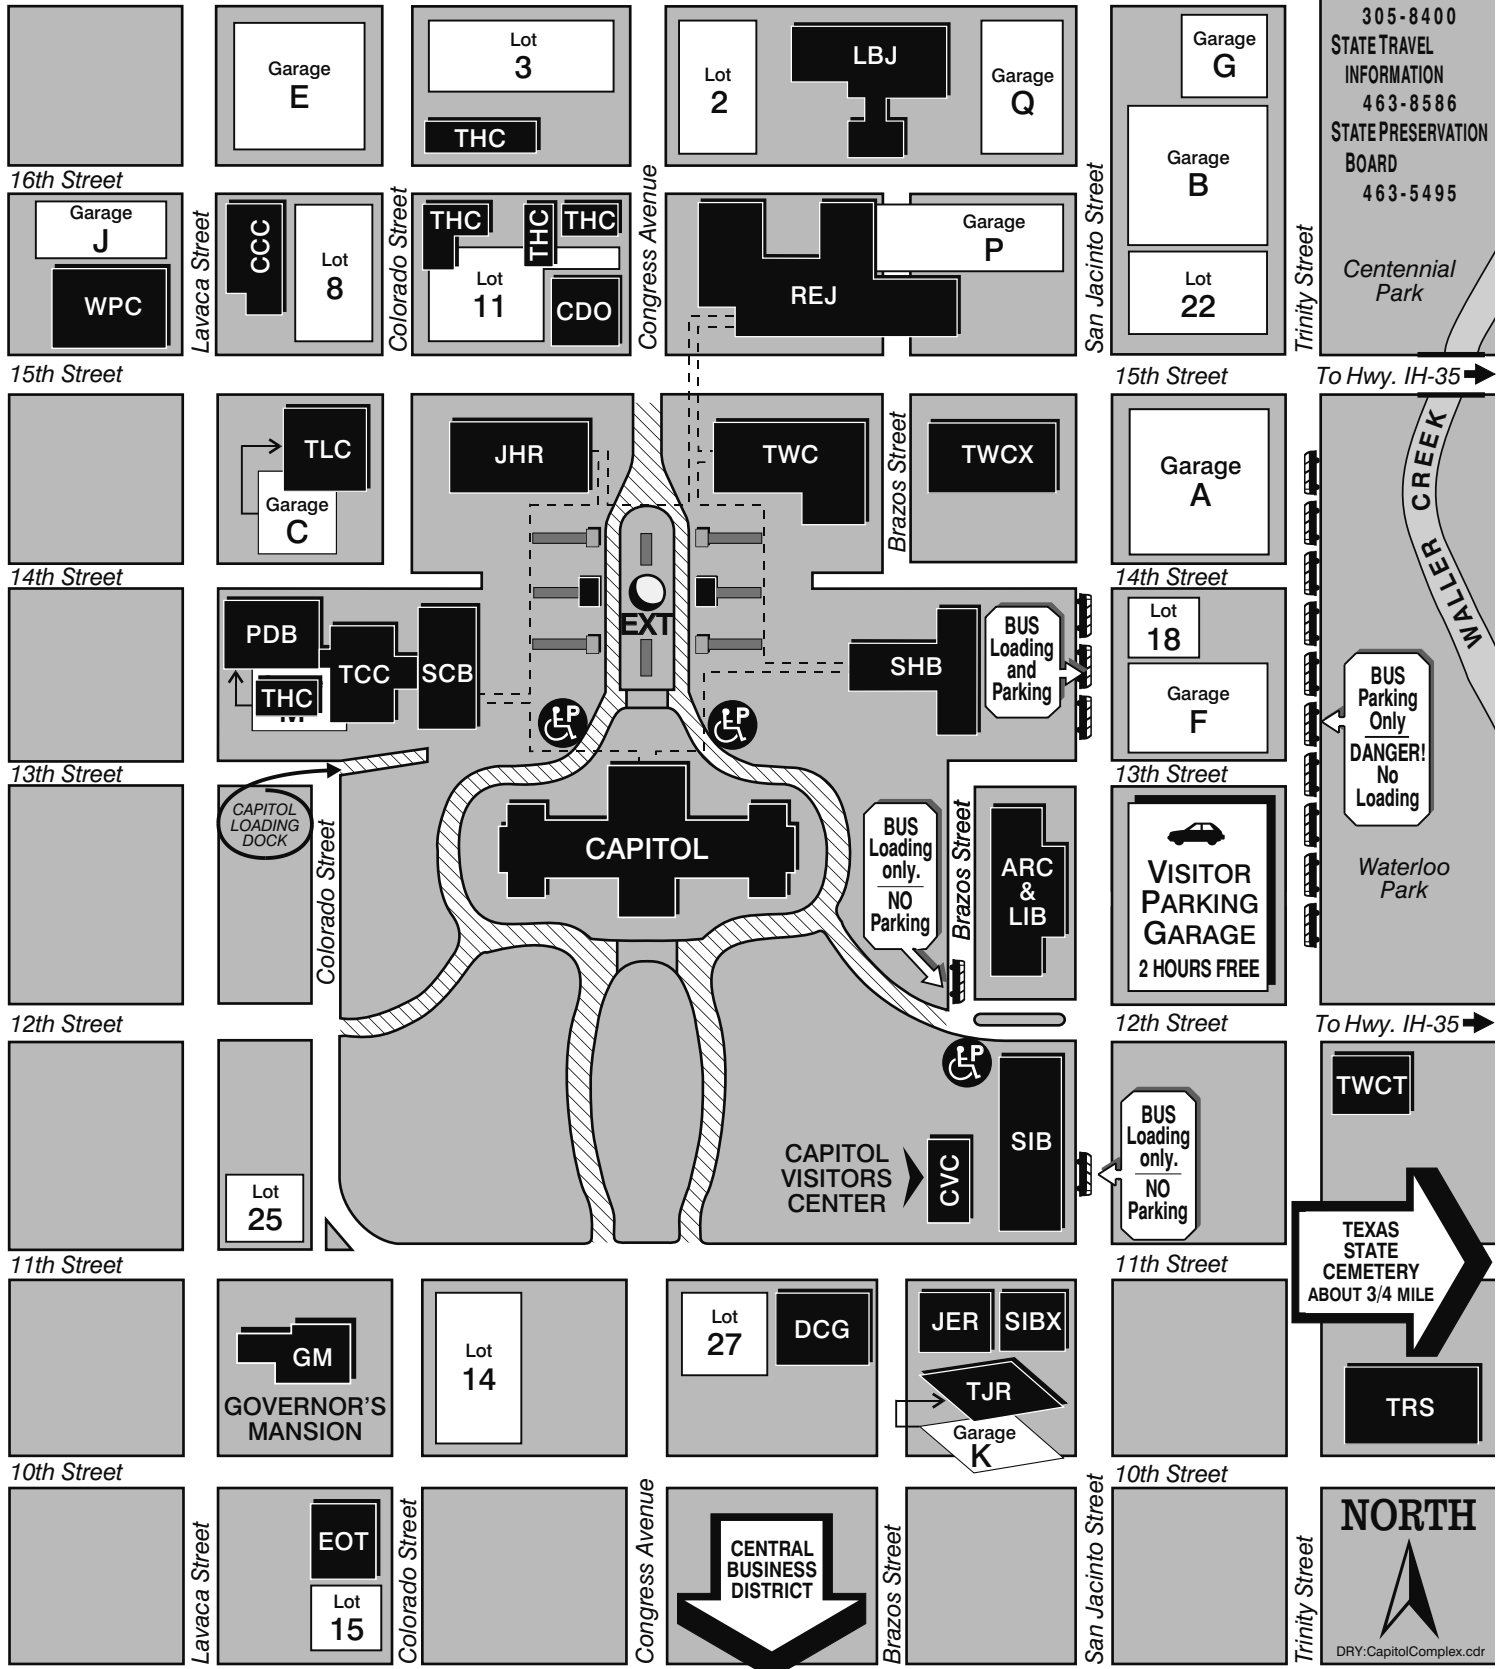 305-8400
STATE TRAVEL
INFORMATION
463-8586
STATE PRESERVATION
BOARD
463-5495
Garage
E
Lot
3
THC
Lot
2
LBJ
Garage
Q
Garage
G
Garage
B
16th Street
Garage
J
WPC
Lavaca Street
CCC
Lot
8
Colorado Street
THC
THC
THC
Lot
11
CDO
Congress Avenue
REJ
Garage
P
San Jacinto Street
Lot
22
Trinity Street
Centennial
Park
15th Street
15th Street
To Hwy. IH-35
TLC
Garage
C
JHR
TWC
Brazos Street
TWCX
Garage
A
WALLER CREEK
14th Street
14th Street
PDB
THC
M
TCC
SCB
EXT
P
P
SHB
BUS
Loading
and
Parking
Lot
18
Garage
F
BUS
Parking
Only
DANGER!
No
Loading
13th Street
13th Street
CAPITOL
LOADING
DOCK
Colorado Street
CAPITOL
BUS
Loading
only.
NO
Parking
Brazos Street
ARC
&
LIB
VISITOR
PARKING
GARAGE
2 HOURS FREE
Waterloo
Park
12th Street
12th Street
To Hwy. IH-35
P
TWCT
Lot
25
CAPITOL
VISITORS
CENTER
CVC
SIB
BUS
Loading
only.
NO
Parking
TEXAS
STATE
CEMETERY
ABOUT 3/4 MILE
11th Street
11th Street
GM
GOVERNOR'S
MANSION
Lot
14
Lot
27
DCG
JER
SIBX
TJR
Garage
K
TRS
10th Street
10th Street
Lavaca Street
EOT
Lot
15
Colorado Street
Congress Avenue
CENTRAL
BUSINESS
DISTRICT
Brazos Street
San Jacinto Street
Trinity Street
NORTH
DRY:CapitolComplex.cdr